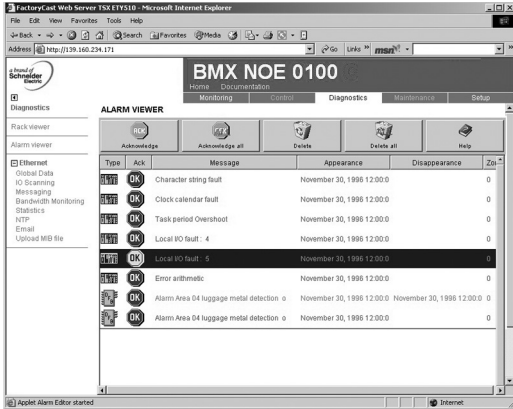 FactoryCast Web Server TSX ETY510 - Microsoft Internet Explorer
File Edit View Favorites Tools Help
Back Search Favorites Media
Address http://139.160.234.171 Go Links msn
a brand of
Schneider
Electric
BMX NOE 0100
Home Documentation
Monitoring Control Diagnostics Maintenance Setup
Diagnostics
Rack viewer
Alarm viewer
Ethernet
Global Data
IO Scanning
Messaging
Bandwidth Monitoring
Statistics
NTP
Email
Upload MIB file
ALARM VIEWER
ACK
Acknowledge
ACK
Acknowledge all
Delete
Delete all
Help
Type Ack Message Appearance Disappearance Zo
OK Character string fault November 30, 1996 12:00:0 0
OK Clock calendar fault November 30, 1996 12:00:0 0
OK Task period Overshoot November 30, 1996 12:00:0 0
OK Local I/O fault : 4 November 30, 1996 12:00:0 0
OK Local I/O fault : 5 November 30, 1996 12:00:0 0
OK Error arithmetic November 30, 1996 12:00:0 0
OK Alarm Area 04 luggage metal detection o November 30, 1996 12:00:0 November 30, 1996 12:00:0 0
OK Alarm Area 04 luggage metal detection o November 30, 1996 12:00:0 0
Applet Alarm Editor started Internet